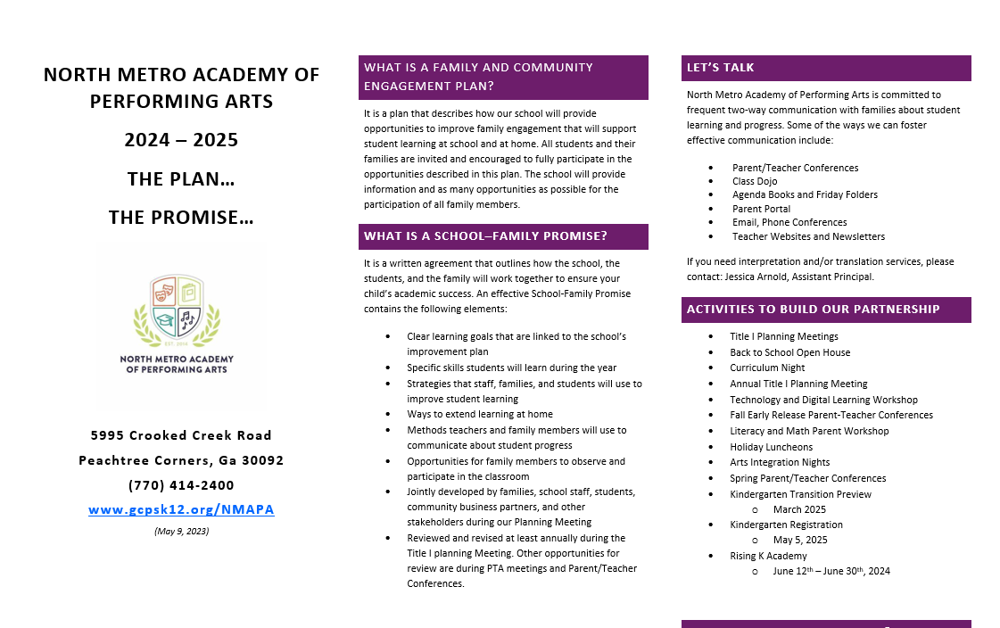 NORTH METRO ACADEMY OF
PERFORMING ARTS
2024 – 2025
THE PLAN…
THE PROMISE…
EST. 2014
NORTH METRO ACADEMY
OF PERFORMING ARTS
5995 Crooked Creek Road
Peachtree Corners, Ga 30092
(770) 414-2400
www.gcpsk12.org/NMAPA
(May 9, 2023)
WHAT IS A FAMILY AND COMMUNITY
ENGAGEMENT PLAN?
It is a plan that describes how our school will provide
opportunities to improve family engagement that will support
student learning at school and at home. All students and their
families are invited and encouraged to fully participate in the
opportunities described in this plan. The school will provide
information and as many opportunities as possible for the
participation of all family members.
WHAT IS A SCHOOL–FAMILY PROMISE?
It is a written agreement that outlines how the school, the
students, and the family will work together to ensure your
child's academic success. An effective School-Family Promise
contains the following elements:
• Clear learning goals that are linked to the school's
improvement plan
• Specific skills students will learn during the year
• Strategies that staff, families, and students will use to
improve student learning
• Ways to extend learning at home
• Methods teachers and family members will use to
communicate about student progress
• Opportunities for family members to observe and
participate in the classroom
• Jointly developed by families, school staff, students,
community business partners, and other
stakeholders during our Planning Meeting
• Reviewed and revised at least annually during the
Title I planning Meeting. Other opportunities for
review are during PTA meetings and Parent/Teacher
Conferences.
LET'S TALK
North Metro Academy of Performing Arts is committed to
frequent two-way communication with families about student
learning and progress. Some of the ways we can foster
effective communication include:
• Parent/Teacher Conferences
• Class Dojo
• Agenda Books and Friday Folders
• Parent Portal
• Email, Phone Conferences
• Teacher Websites and Newsletters
If you need interpretation and/or translation services, please
contact: Jessica Arnold, Assistant Principal.
ACTIVITIES TO BUILD OUR PARTNERSHIP
• Title I Planning Meetings
• Back to School Open House
• Curriculum Night
• Annual Title I Planning Meeting
• Technology and Digital Learning Workshop
• Fall Early Release Parent-Teacher Conferences
• Literacy and Math Parent Workshop
• Holiday Luncheons
• Arts Integration Nights
• Spring Parent/Teacher Conferences
• Kindergarten Transition Preview
o March 2025
• Kindergarten Registration
o May 5, 2025
• Rising K Academy
o June 12th – June 30th, 2024